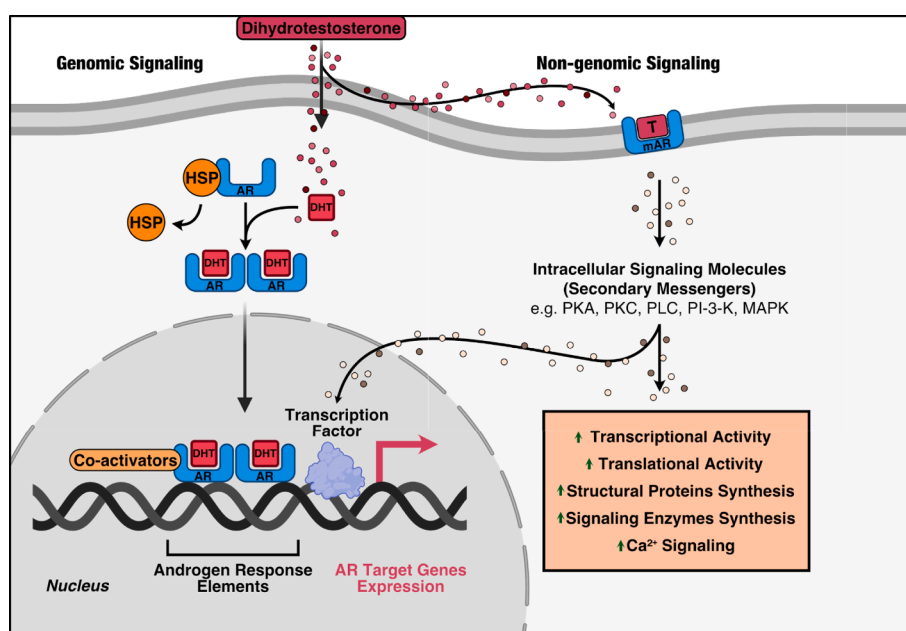 Dihydrotestosterone
Genomic Signaling
Non-genomic Signaling
T
mAR
HSP
AR
HSP
DHT
DHT
DHT
AR
AR
Intracellular Signaling Molecules
(Secondary Messengers)
e.g. PKA, PKC, PLC, PI-3-K, MAPK
Transcription
Factor
Co-activators
DHT
DHT
AR
AR
Transcriptional Activity
Translational Activity
Structural Proteins Synthesis
Signaling Enzymes Synthesis
Ca²⁺ Signaling
Nucleus
Androgen Response
Elements
AR Target Genes
Expression